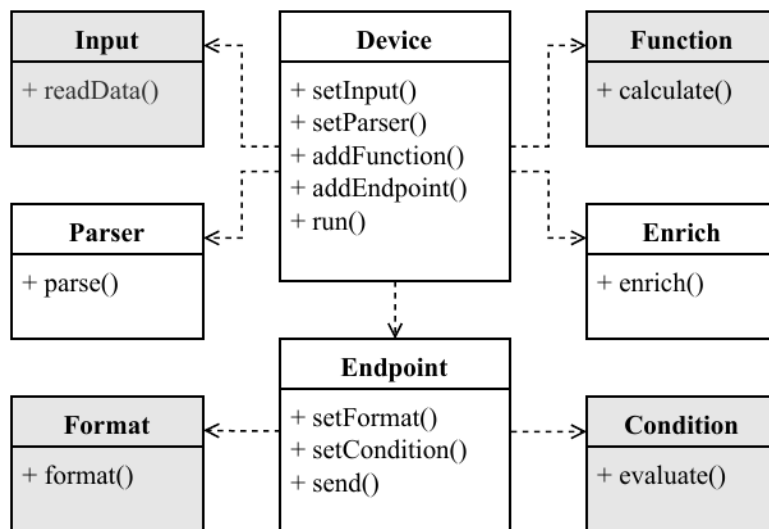 Input
+ readData()
Device
+ setInput()
+ setParser()
+ addFunction()
+ addEndpoint()
+ run()
Function
+ calculate()
Parser
+ parse()
Enrich
+ enrich()
Endpoint
+ setFormat()
+ setCondition()
+ send()
Format
+ format()
Condition
+ evaluate()